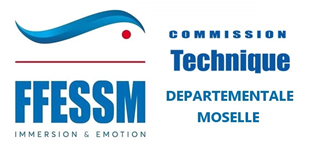 FFESSM
IMMERSION & EMOTION
COMMISSION
Technique
DEPARTEMENTALE
MOSELLE